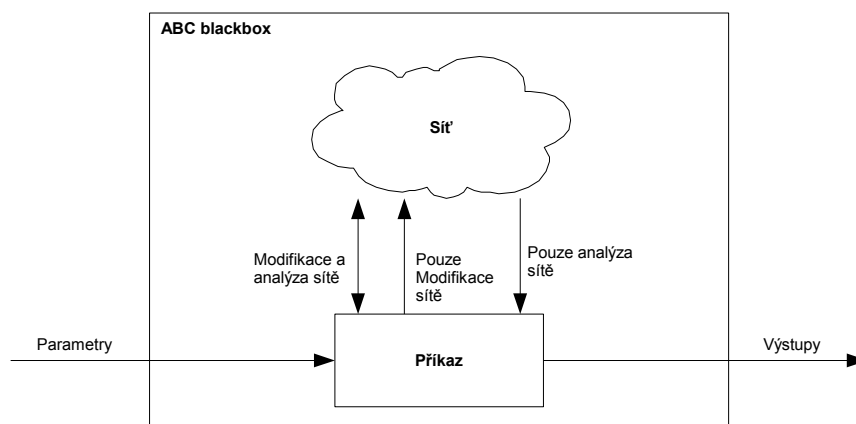 ABC blackbox
Síť
Modifikace a
analýza sítě
Pouze
Modifikace
sítě
Pouze analýza
sítě
Parametry
Příkaz
Výstupy